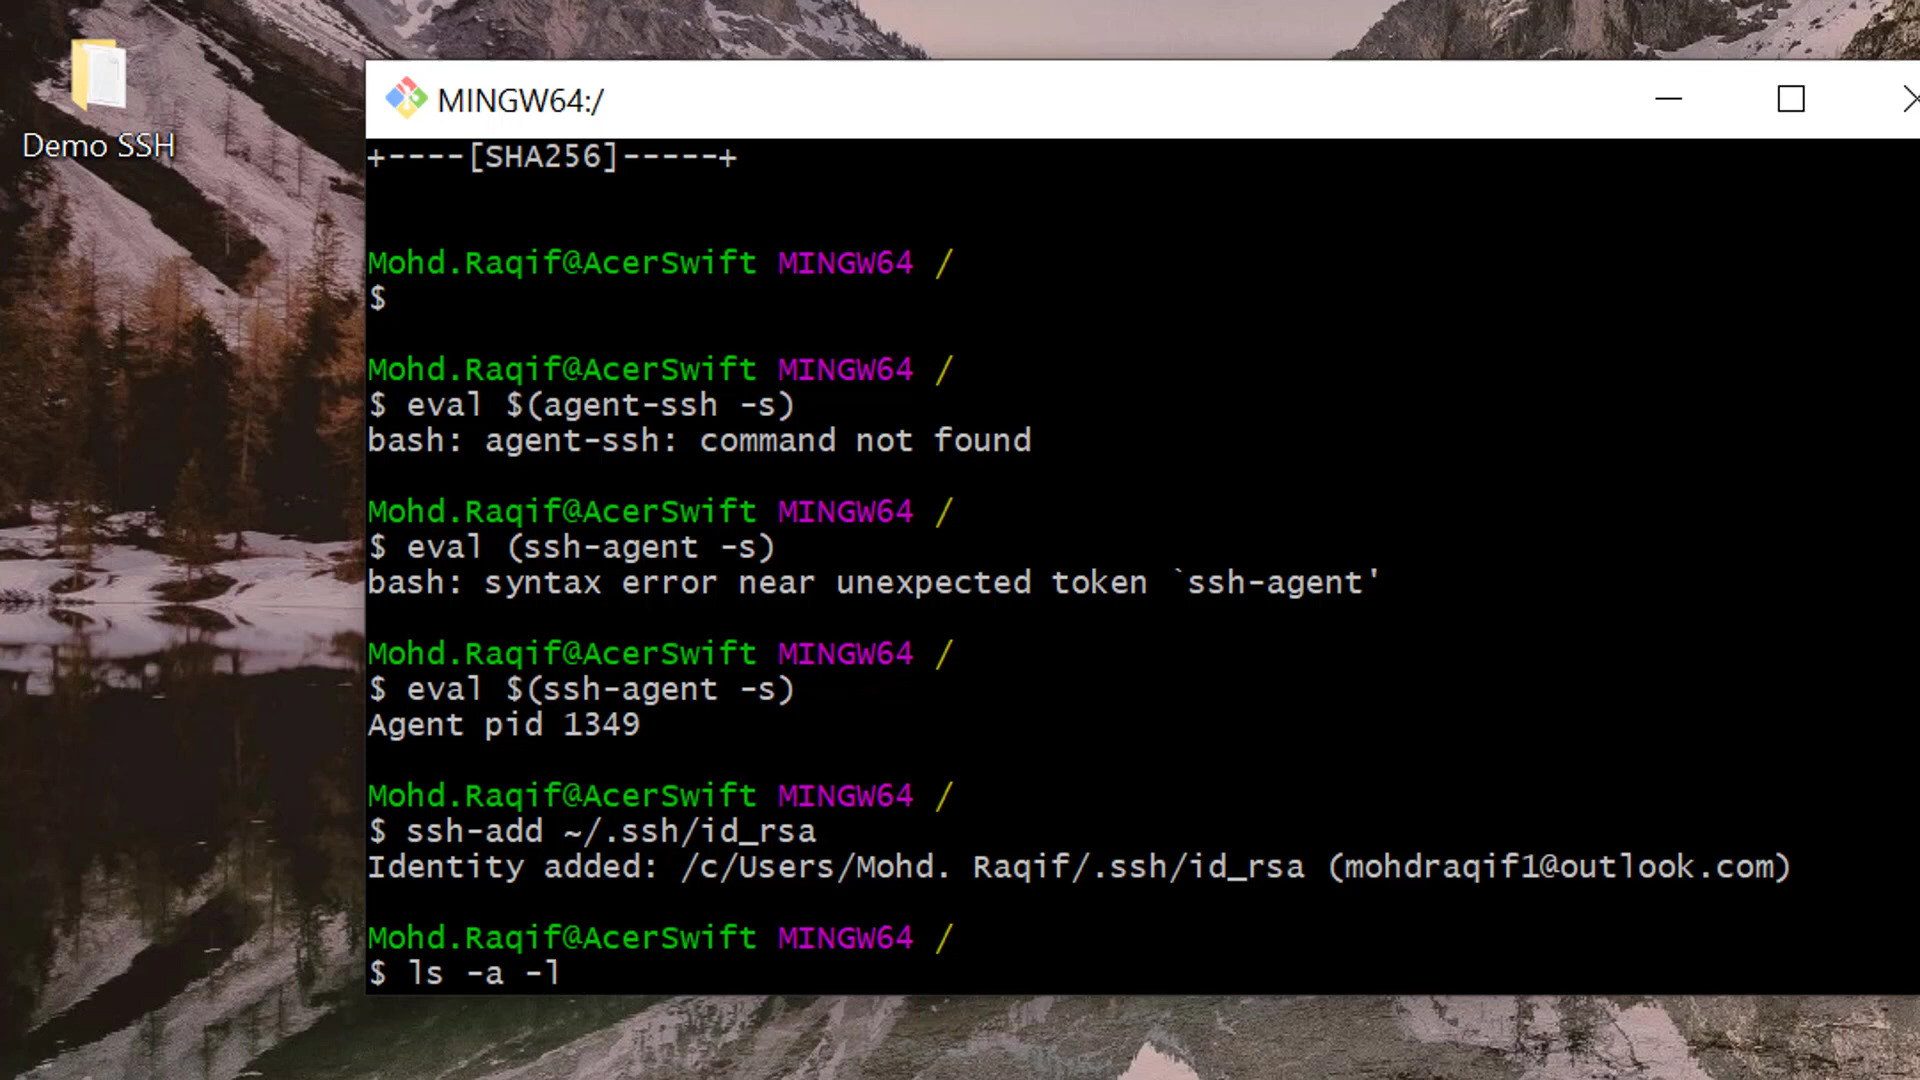 Demo SSH
MINGW64:/
+----[SHA256]-----+
Mohd.Raqif@AcerSwift MINGW64 /
$
Mohd.Raqif@AcerSwift MINGW64 /
$ eval $(agent-ssh -s)
bash: agent-ssh: command not found
Mohd.Raqif@AcerSwift MINGW64 /
$ eval (ssh-agent -s)
bash: syntax error near unexpected token `ssh-agent'
Mohd.Raqif@AcerSwift MINGW64 /
$ eval $(ssh-agent -s)
Agent pid 1349
Mohd.Raqif@AcerSwift MINGW64 /
$ ssh-add ~/.ssh/id_rsa
Identity added: /c/Users/Mohd. Raqif/.ssh/id_rsa (mohdraqif1@outlook.com)
Mohd.Raqif@AcerSwift MINGW64 /
$ ls -a -l